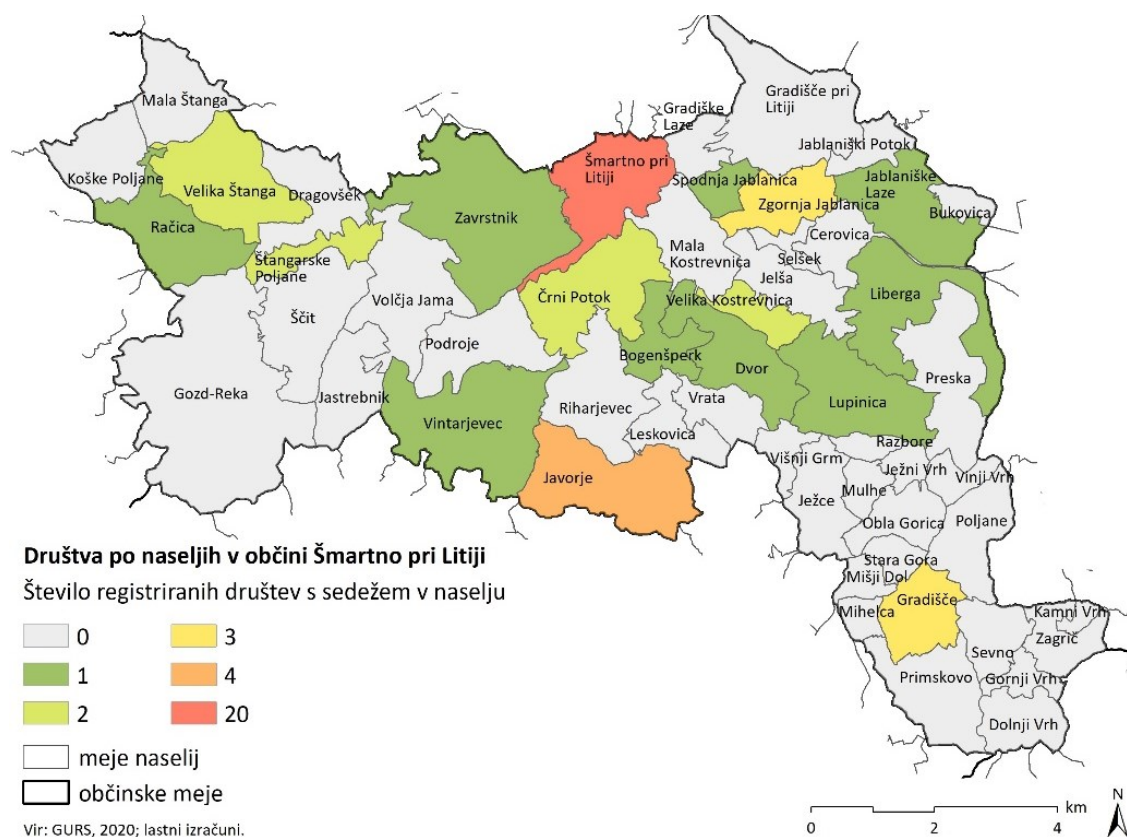 Mala Štanga
Gradišče pri
Litiji
Gradiške
Laze
Jablaniški Potok
Koške Poljane
Velika Štanga
Dragovšek
Šmartno pri
Litiji
Spodnja Jablanica
Jablaniške
Laze
Zgornja Jablanica
Bukovica
Račica
Zavrstnik
Cerovica
Mala
Kostrevnica
Selšek
Jelša
Štangarske
Poljane
Volčja Jama
Črni Potok
Velika Kostrevnica
Liberga
Ščit
Podroje
Bogenšperk
Dvor
Preska
Gozd-Reka
Jastrebnik
Vintarjevec
Riharjevec
Vrata
Lupinica
Leskovica
Razbore
Višnji Grm
Ježni Vrh
Vinji Vrh
Javorje
Ježce
Mulhe
Obla Gorica
Poljane
Stara Gora
Mišji Dol
Gradišče
Mihelca
Kamni Vrh
Zagrič
Sevno
Primskovo
Gornji Vrh
Dolnji Vrh
Društva po naseljih v občini Šmartno pri Litiji
Število registriranih društev s sedežem v naselju
0 3
1 4
2 20
meje naselij
občinske meje
Vir: GURS, 2020; lastni izračuni.
km
0 2 4
N